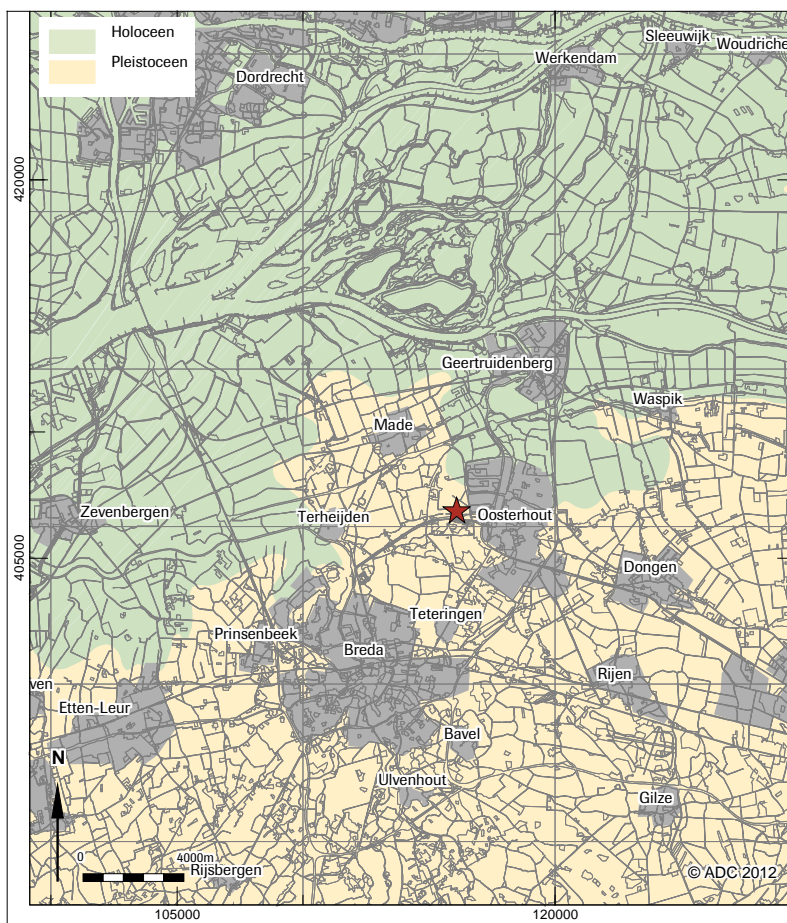 Holoceen
Pleistoceen
Sleeuwijk
Woudriche
Werkendam
Dordrecht
420000
Geertruidenberg
Waspik
Made
Zevenbergen
Terheijden
Oosterhout
405000
Dongen
Teteringen
Prinsenbeek
Breda
Rijen
ven
Etten-Leur
Bavel
N
Ulvenhout
Gilze
0 4000m
Rijsbergen
© ADC 2012
105000
120000